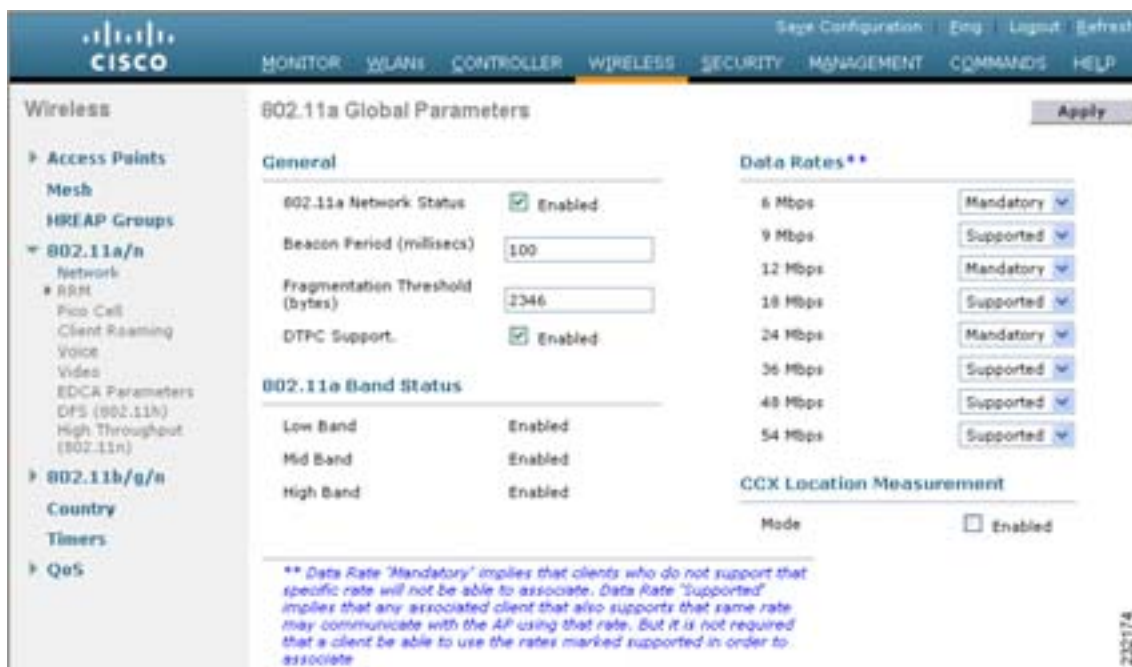 Save Configuration | Ping | Logout | Refresh
CISCO
MONITOR WLANs CONTROLLER WIRELESS SECURITY MANAGEMENT COMMANDS HELP
Wireless
Access Points
Mesh
HREAP Groups
802.11a/n
Network
RRM
Pico Cell
Client Roaming
Voice
Video
EDCA Parameters
DFS (802.11h)
High Throughput
(802.11n)
802.11b/g/n
Country
Timers
QoS
802.11a Global Parameters
Apply
General
802.11a Network Status Enabled
Beacon Period (millisecs) 100
Fragmentation Threshold
(bytes) 2346
DTPC Support. Enabled
802.11a Band Status
Low Band Enabled
Mid Band Enabled
High Band Enabled
Data Rates**
6 Mbps Mandatory
9 Mbps Supported
12 Mbps Mandatory
18 Mbps Supported
24 Mbps Mandatory
36 Mbps Supported
48 Mbps Supported
54 Mbps Supported
CCX Location Measurement
Mode Enabled
** Data Rate 'Mandatory' implies that clients who do not support that
specific rate will not be able to associate. Data Rate 'Supported'
implies that any associated client that also supports that same rate
may communicate with the AP using that rate. But it is not required
that a client be able to use the rates marked supported in order to
associate
232174